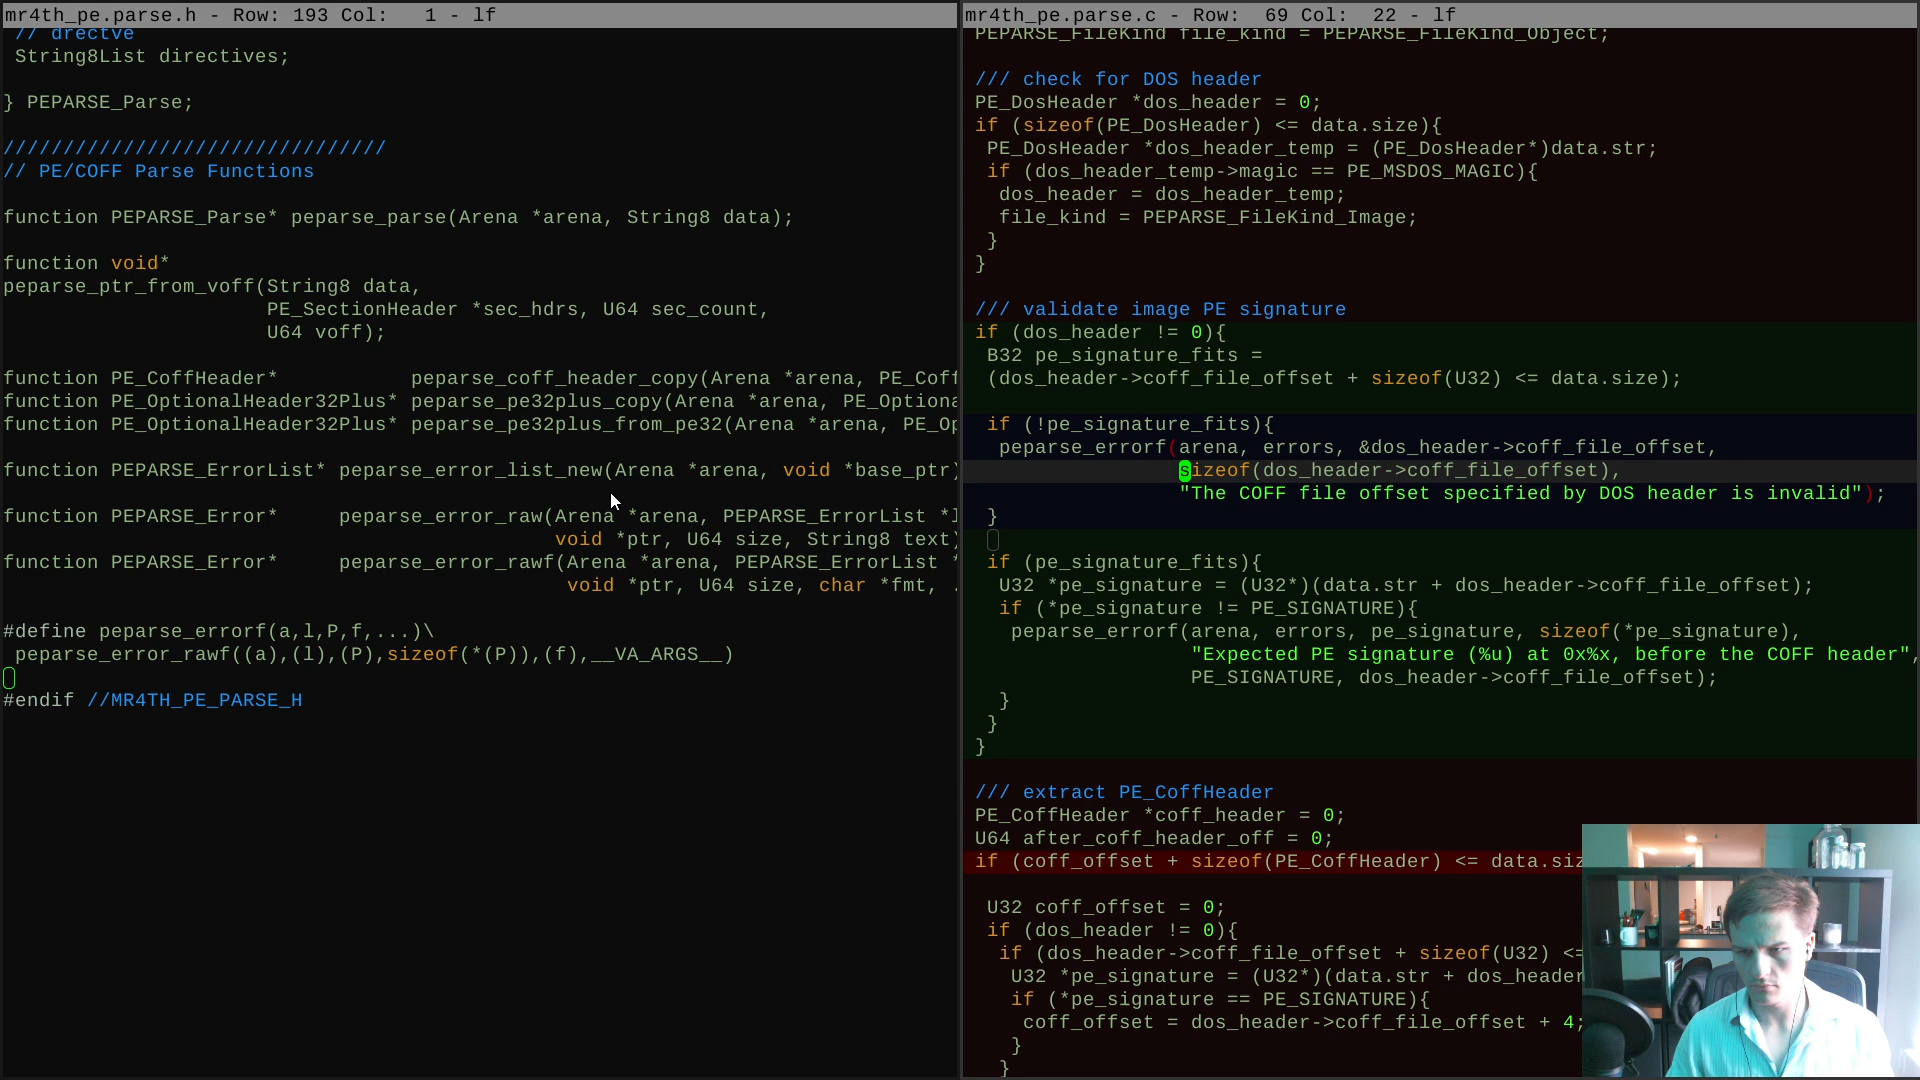 mr4th_pe.parse.h - Row: 193 Col:   1 - lf
// drectve
String8List directives;
} PEPARSE_Parse;
////////////////////////////////
// PE/COFF Parse Functions
function PEPARSE_Parse* peparse_parse(Arena *arena, String8 data);
function void*
peparse_ptr_from_voff(String8 data,
PE_SectionHeader *sec_hdrs, U64 sec_count,
U64 voff);
function PE_CoffHeader*           peparse_coff_header_copy(Arena *arena, PE_Coff
function PE_OptionalHeader32Plus* peparse_pe32plus_copy(Arena *arena, PE_Optiona
function PE_OptionalHeader32Plus* peparse_pe32plus_from_pe32(Arena *arena, PE_Op
function PEPARSE_ErrorList* peparse_error_list_new(Arena *arena, void *base_ptr)
function PEPARSE_Error*     peparse_error_raw(Arena *arena, PEPARSE_ErrorList *l
void *ptr, U64 size, String8 text)
function PEPARSE_Error*     peparse_error_rawf(Arena *arena, PEPARSE_ErrorList *
void *ptr, U64 size, char *fmt, .
#define peparse_errorf(a,l,P,f,...)\
peparse_error_rawf((a),(l),(P),sizeof(*(P)),(f),__VA_ARGS__)
#endif //MR4TH_PE_PARSE_H
mr4th_pe.parse.c - Row:  69 Col:  22 - lf
PEPARSE_FileKind file_kind = PEPARSE_FileKind_Object;
/// check for DOS header
PE_DosHeader *dos_header = 0;
if (sizeof(PE_DosHeader) <= data.size){
PE_DosHeader *dos_header_temp = (PE_DosHeader*)data.str;
if (dos_header_temp->magic == PE_MSDOS_MAGIC){
dos_header = dos_header_temp;
file_kind = PEPARSE_FileKind_Image;
}
}
/// validate image PE signature
if (dos_header != 0){
B32 pe_signature_fits =
(dos_header->coff_file_offset + sizeof(U32) <= data.size);
if (!pe_signature_fits){
peparse_errorf(arena, errors, &dos_header->coff_file_offset,
sizeof(dos_header->coff_file_offset),
"The COFF file offset specified by DOS header is invalid");
}
if (pe_signature_fits){
U32 *pe_signature = (U32*)(data.str + dos_header->coff_file_offset);
if (*pe_signature != PE_SIGNATURE){
peparse_errorf(arena, errors, pe_signature, sizeof(*pe_signature),
"Expected PE signature (%u) at 0x%x, before the COFF header",
PE_SIGNATURE, dos_header->coff_file_offset);
}
}
}
/// extract PE_CoffHeader
PE_CoffHeader *coff_header = 0;
U64 after_coff_header_off = 0;
if (coff_offset + sizeof(PE_CoffHeader) <= data.siz
U32 coff_offset = 0;
if (dos_header != 0){
if (dos_header->coff_file_offset + sizeof(U32) <=
U32 *pe_signature = (U32*)(data.str + dos_header
if (*pe_signature == PE_SIGNATURE){
coff_offset = dos_header->coff_file_offset + 4;
}
}